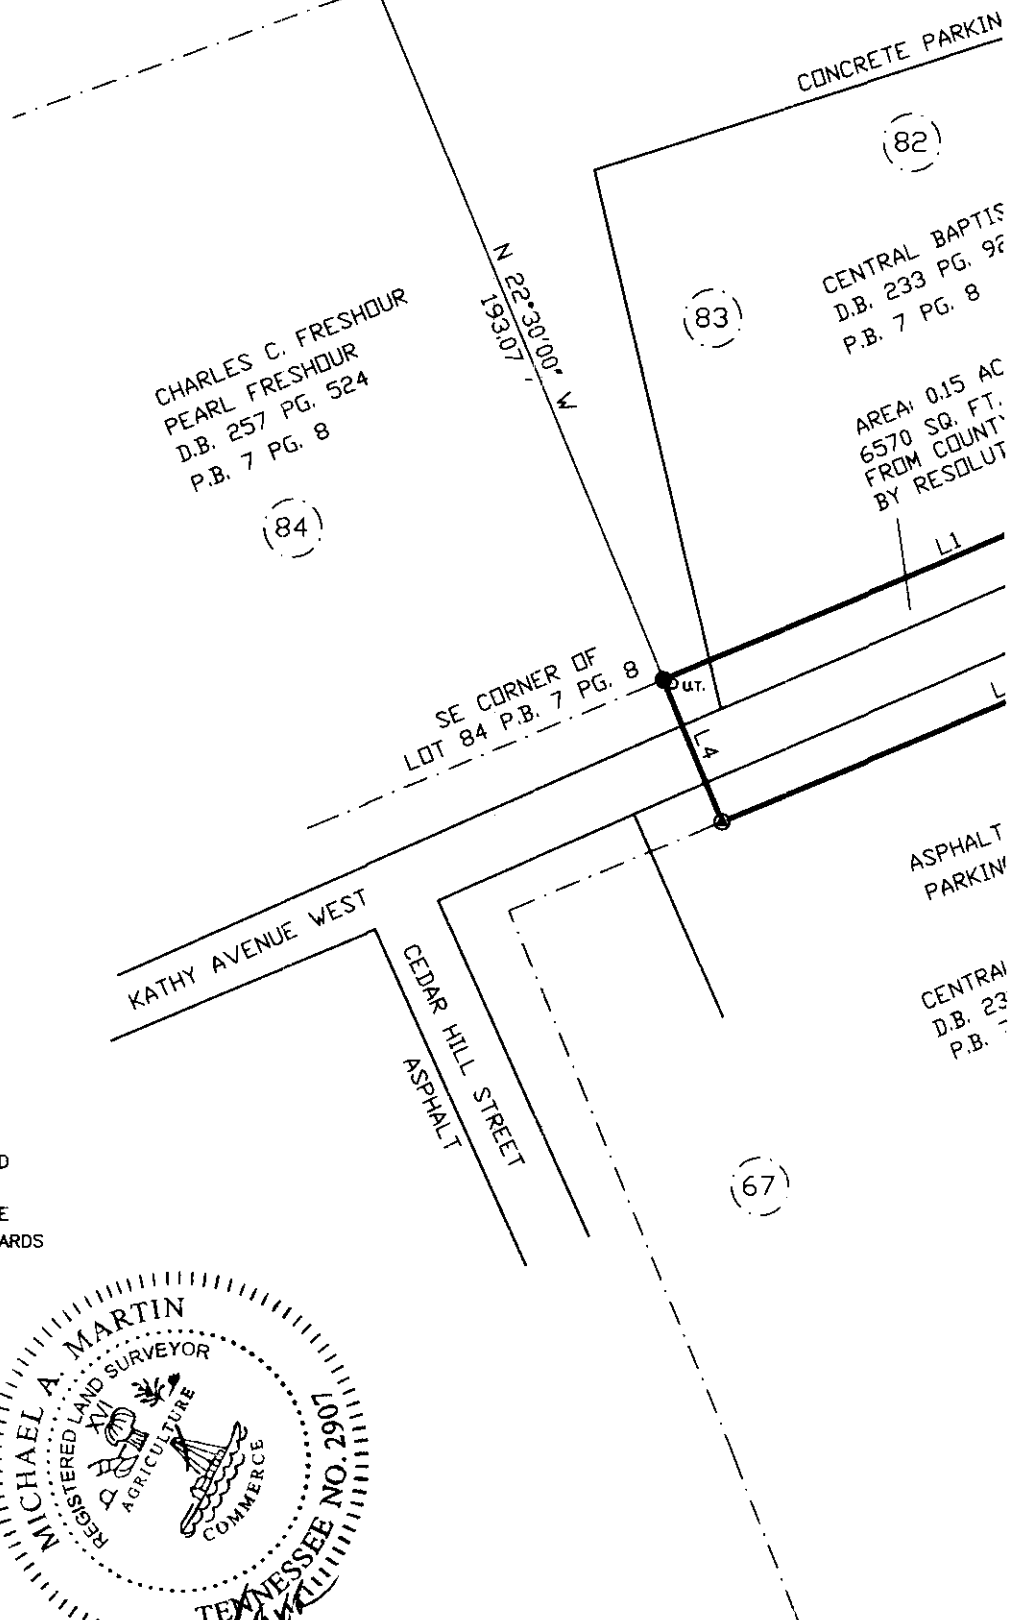 CONCRETE PARKIN
82
N 22°30'00" W
193.07'
CENTRAL BAPTIS
D.B. 233 PG. 92
P.B. 7 PG. 8
83
CHARLES C. FRESHOUR
PEARL FRESHOUR
D.B. 257 PG. 524
P.B. 7 PG. 8
84
AREA: 0.15 AC
6570 SQ. FT.
FROM COUNTY
BY RESOLUT
L1
SE CORNER OF
LOT 84 P.B. 7 PG. 8
UT.
L
L4
ASPHALT
PARKING
KATHY AVENUE WEST
CEDAR HILL STREET
ASPHALT
CENTRAL
D.B. 23
P.B. 7
67
D
E
ARDS
MICHAEL A. MARTIN
REGISTERED LAND SURVEYOR
XVI
AGRICULTURE
COMMERCE
TENNESSEE NO. 2907